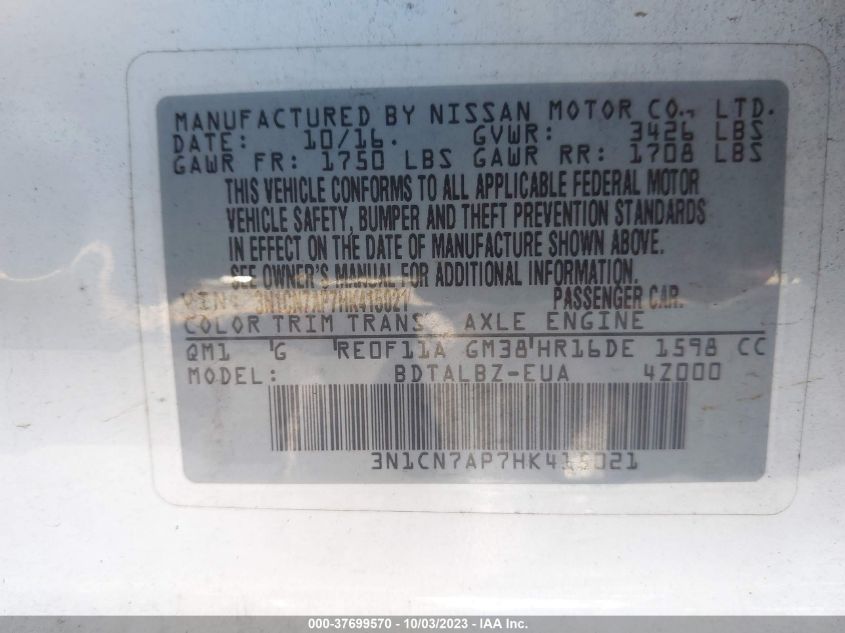 MANUFACTURED BY NISSAN MOTOR CO., LTD.
DATE: 10/16. GVWR: 3426 LBS
GAWR FR: 1750 LBS GAWR RR: 1708 LBS
THIS VEHICLE CONFORMS TO ALL APPLICABLE FEDERAL MOTOR
VEHICLE SAFETY, BUMPER AND THEFT PREVENTION STANDARDS
IN EFFECT ON THE DATE OF MANUFACTURE SHOWN ABOVE.
SEE OWNER'S MANUAL FOR ADDITIONAL INFORMATION.
VIN: 3N1CN7AP7HK415021 PASSENGER CAR.
COLOR TRIM TRANS. AXLE ENGINE
QM1 'G 'RE0F11A GM38'HR16DE 1598 CC
MODEL: BDTALBZ-EUA 4Z000
3N1CN7AP7HK415021
000-37699570 - 10/03/2023 - IAA Inc.